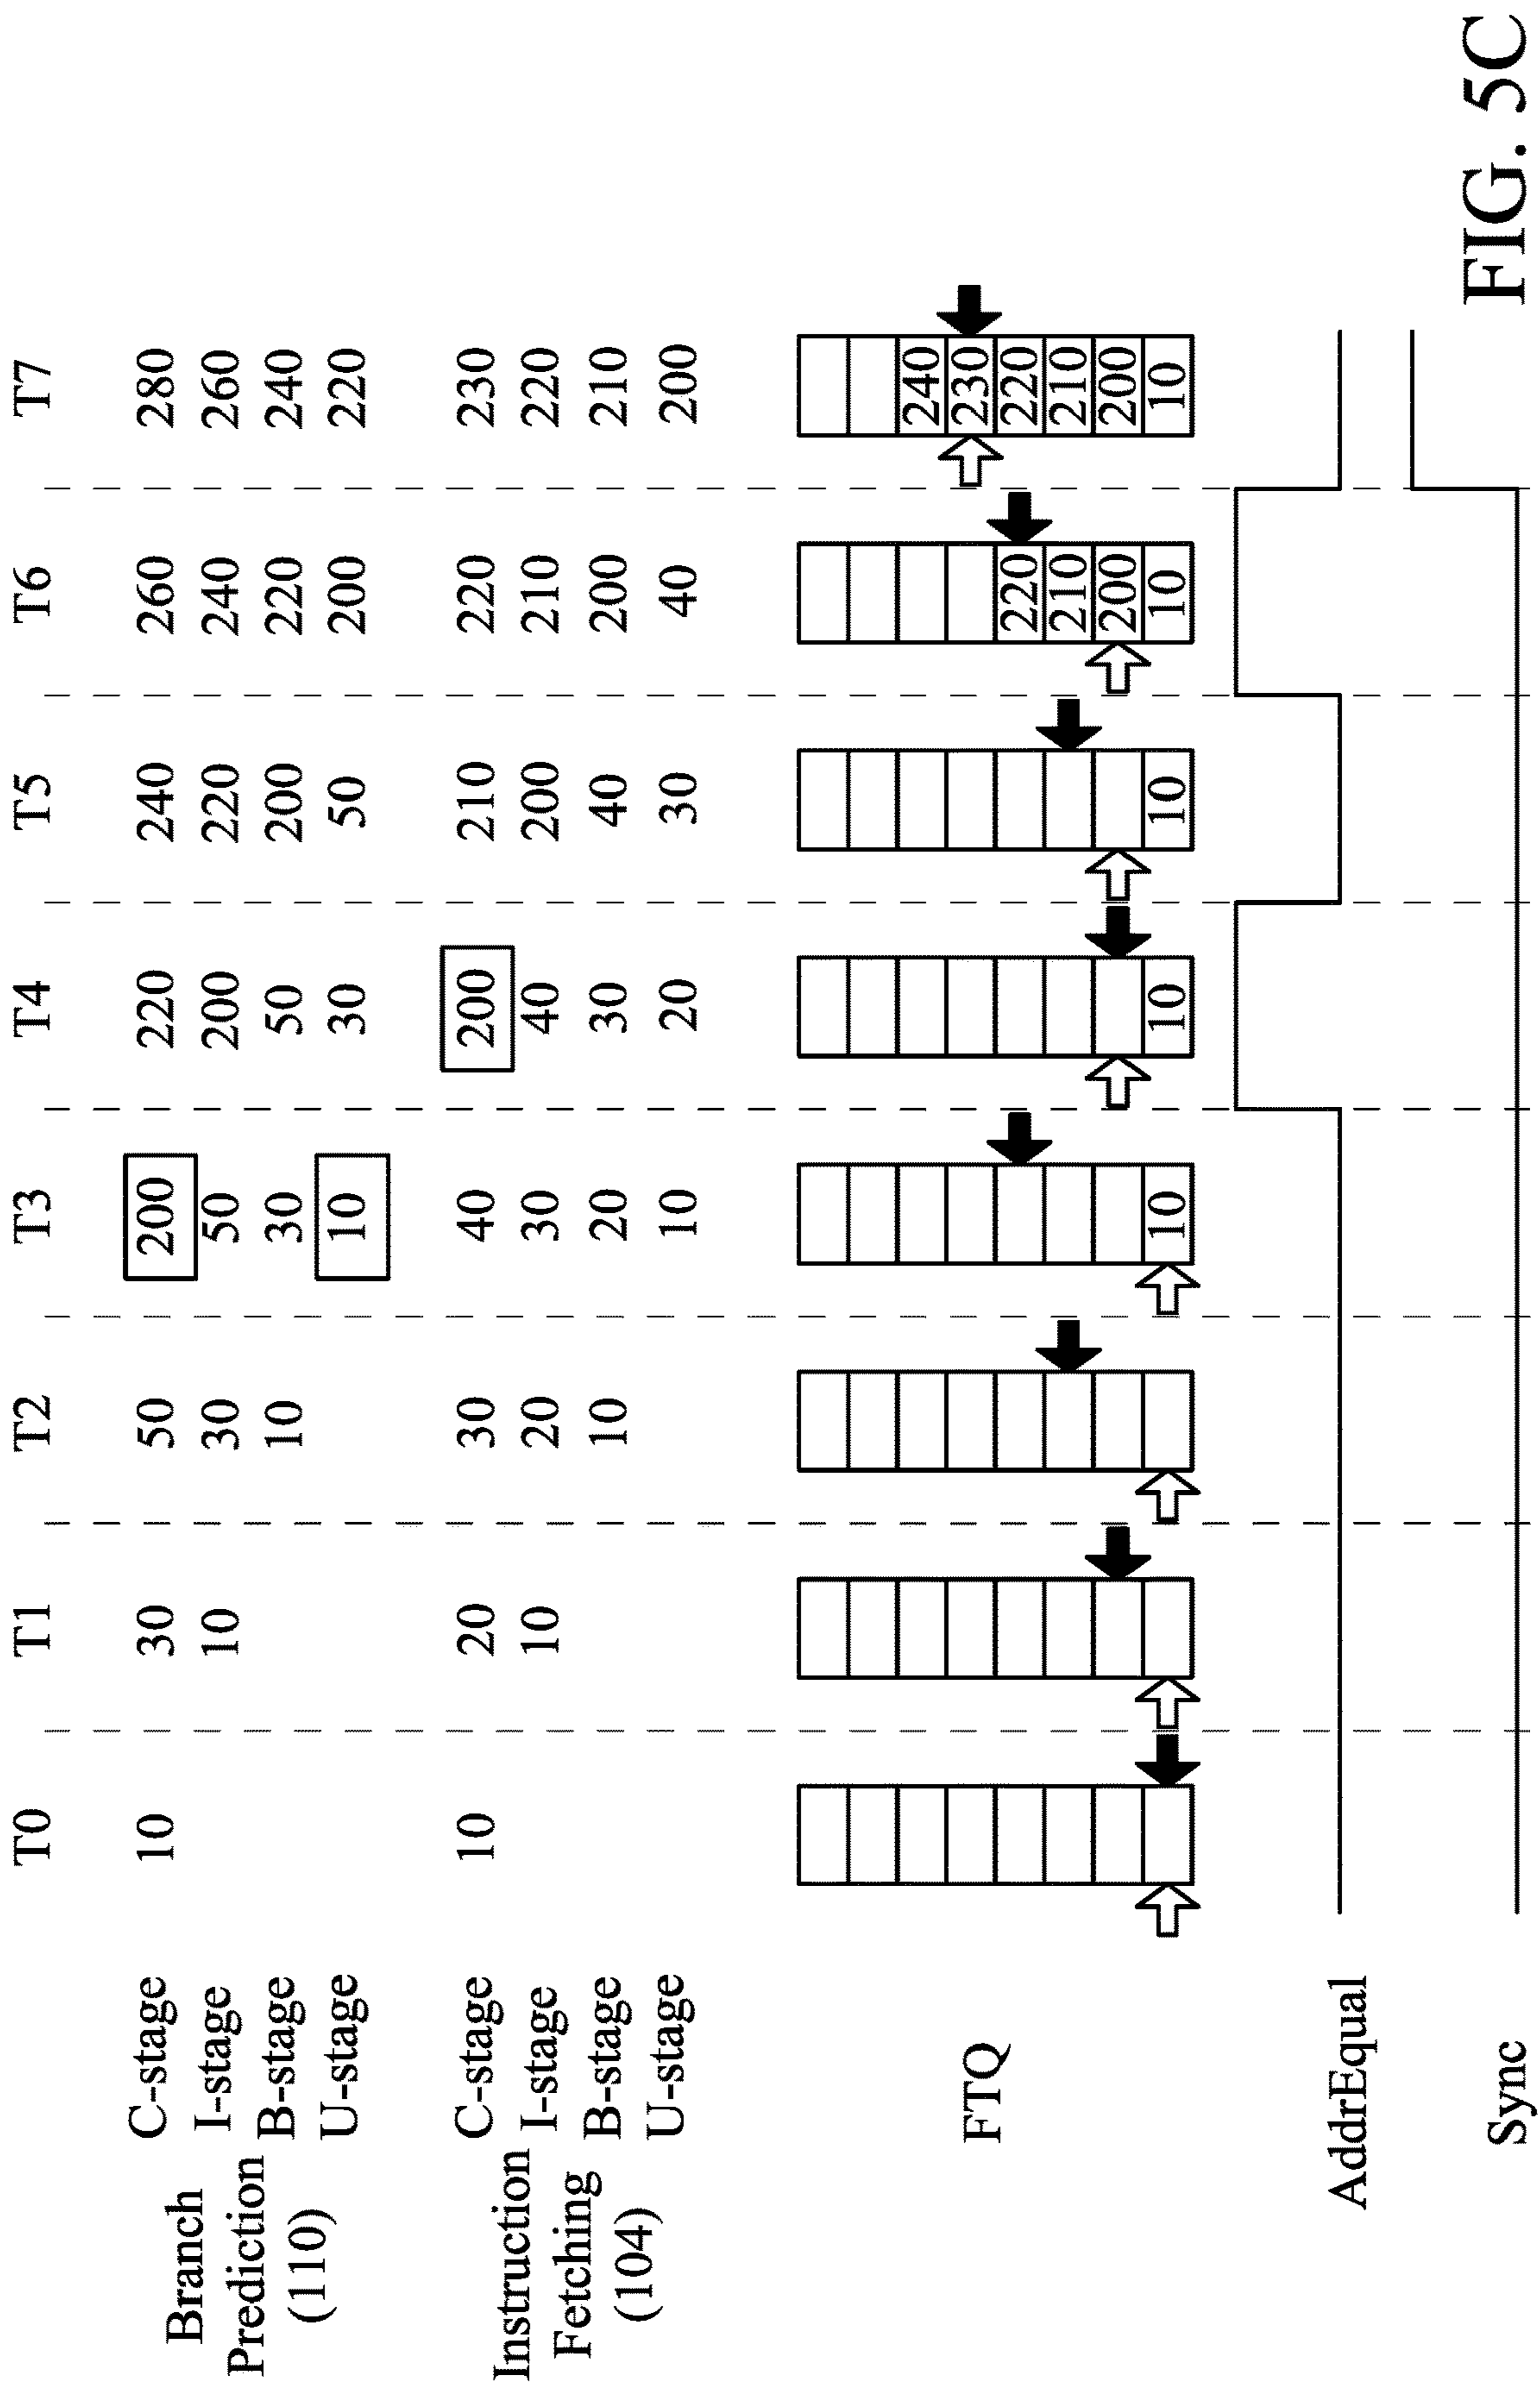 T0 T1 T2 T3 T4 T5 T6 T7
Branch Prediction (110)
C-stage 10 30 50 200 220 240 260 280
I-stage 10 30 50 200 220 240 260
B-stage 10 30 50 200 220 240
U-stage 10 30 50 200 220
Instruction Fetching (104)
C-stage 10 20 30 40 200 210 220 230
I-stage 10 20 30 40 200 210 220
B-stage 10 20 30 40 200 210
U-stage 10 20 30 40 200
FTQ
240
230
220 220
210 210
200 200
10 10 10 10 10
AddrEqual
Sync
FIG. 5C